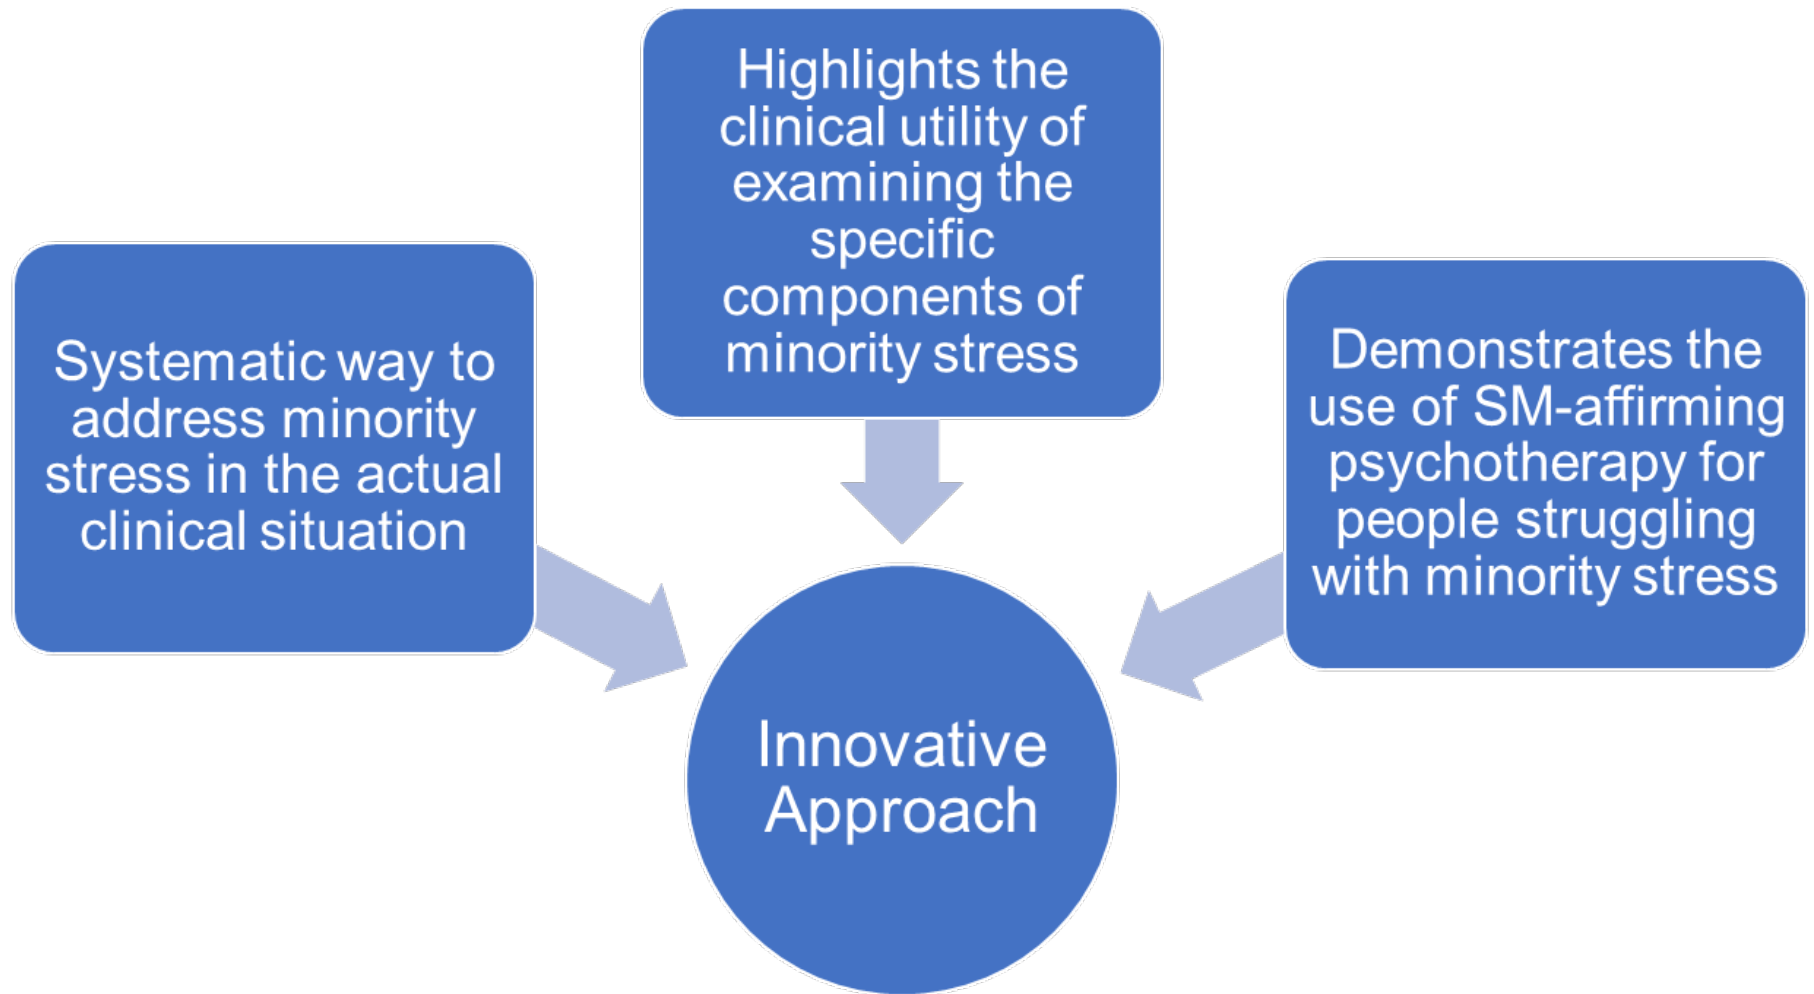 Systematic way to
address minority
stress in the actual
clinical situation
Highlights the
clinical utility of
examining the
specific
components of
minority stress
Demonstrates the
use of SM-affirming
psychotherapy for
people struggling
with minority stress
Innovative
Approach